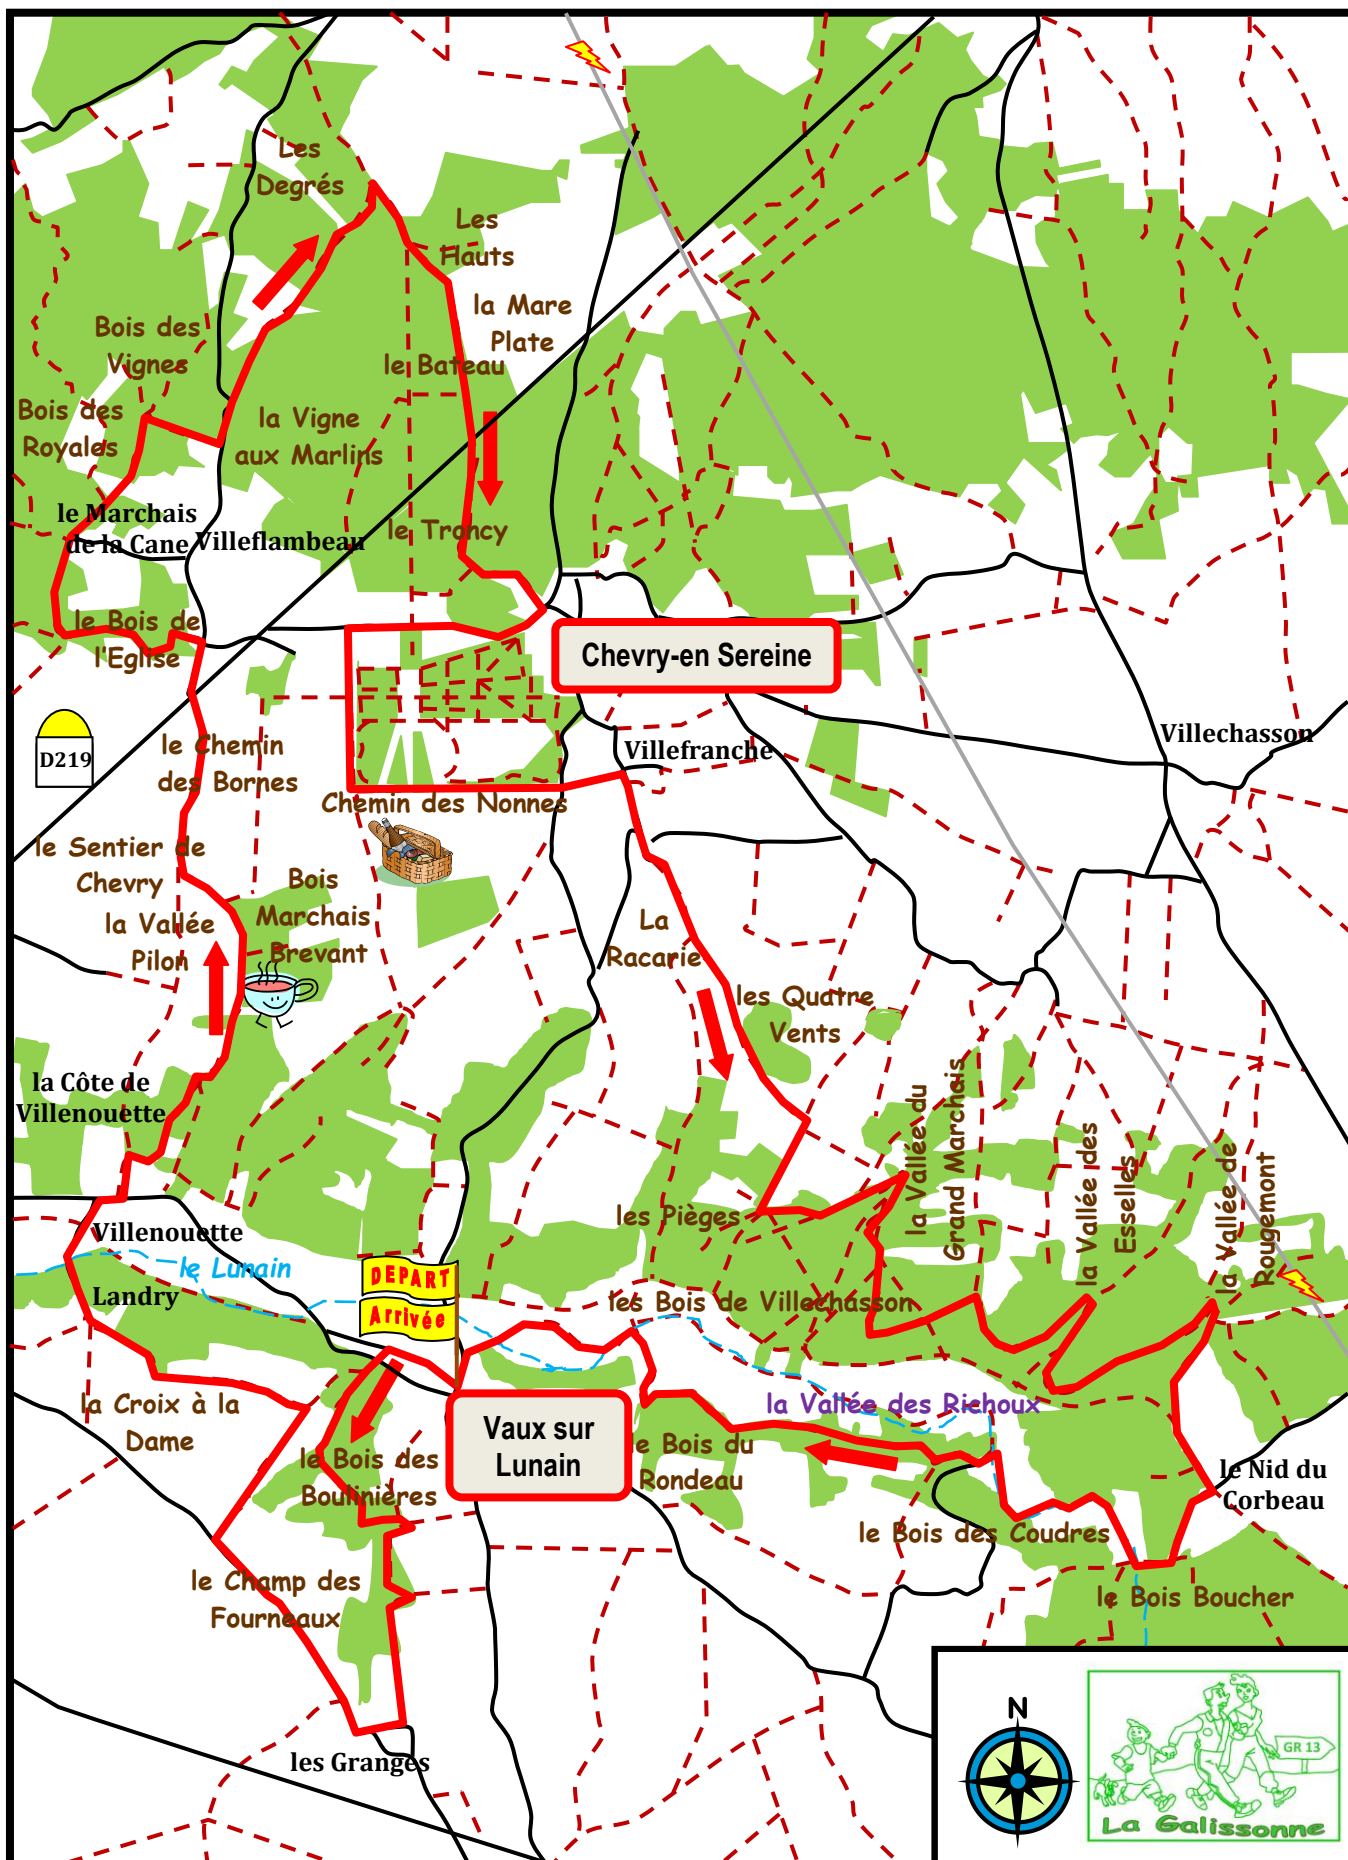 Les
Degrés
Les
Hauts
la Mare
Plate
Bois des
Vignes
le Bateau
Bois des
Royales
la Vigne
aux Marlins
le Marchais
de la Cane
Villeflambeau
le Troncy
le Bois de
l'Eglise
Chevry-en Sereine
D219
le Chemin
des Bornes
Villefranche
Villechasson
Chemin des Nonnes
le Sentier de
Chevry
la Vallée
Pilon
Bois
Marchais
Brevant
La
Racarie
les Quatre
Vents
la Côte de
Villenouette
la Vallée du
Grand Marchais
la Vallée des
Esselles
la Vallée de
Rougemont
les Pièges
Villenouette
le Lunain
Landry
DEPART
Arrivée
les Bois de Villechasson
la Croix à la
Dame
la Vallée des Richoux
Vaux sur
Lunain
le Bois des
Boulinières
le Bois du
Rondeau
le Nid du
Corbeau
le Bois des Coudres
le Champ des
Fourneaux
le Bois Boucher
les Granges
N
GR 13
La Galissonne